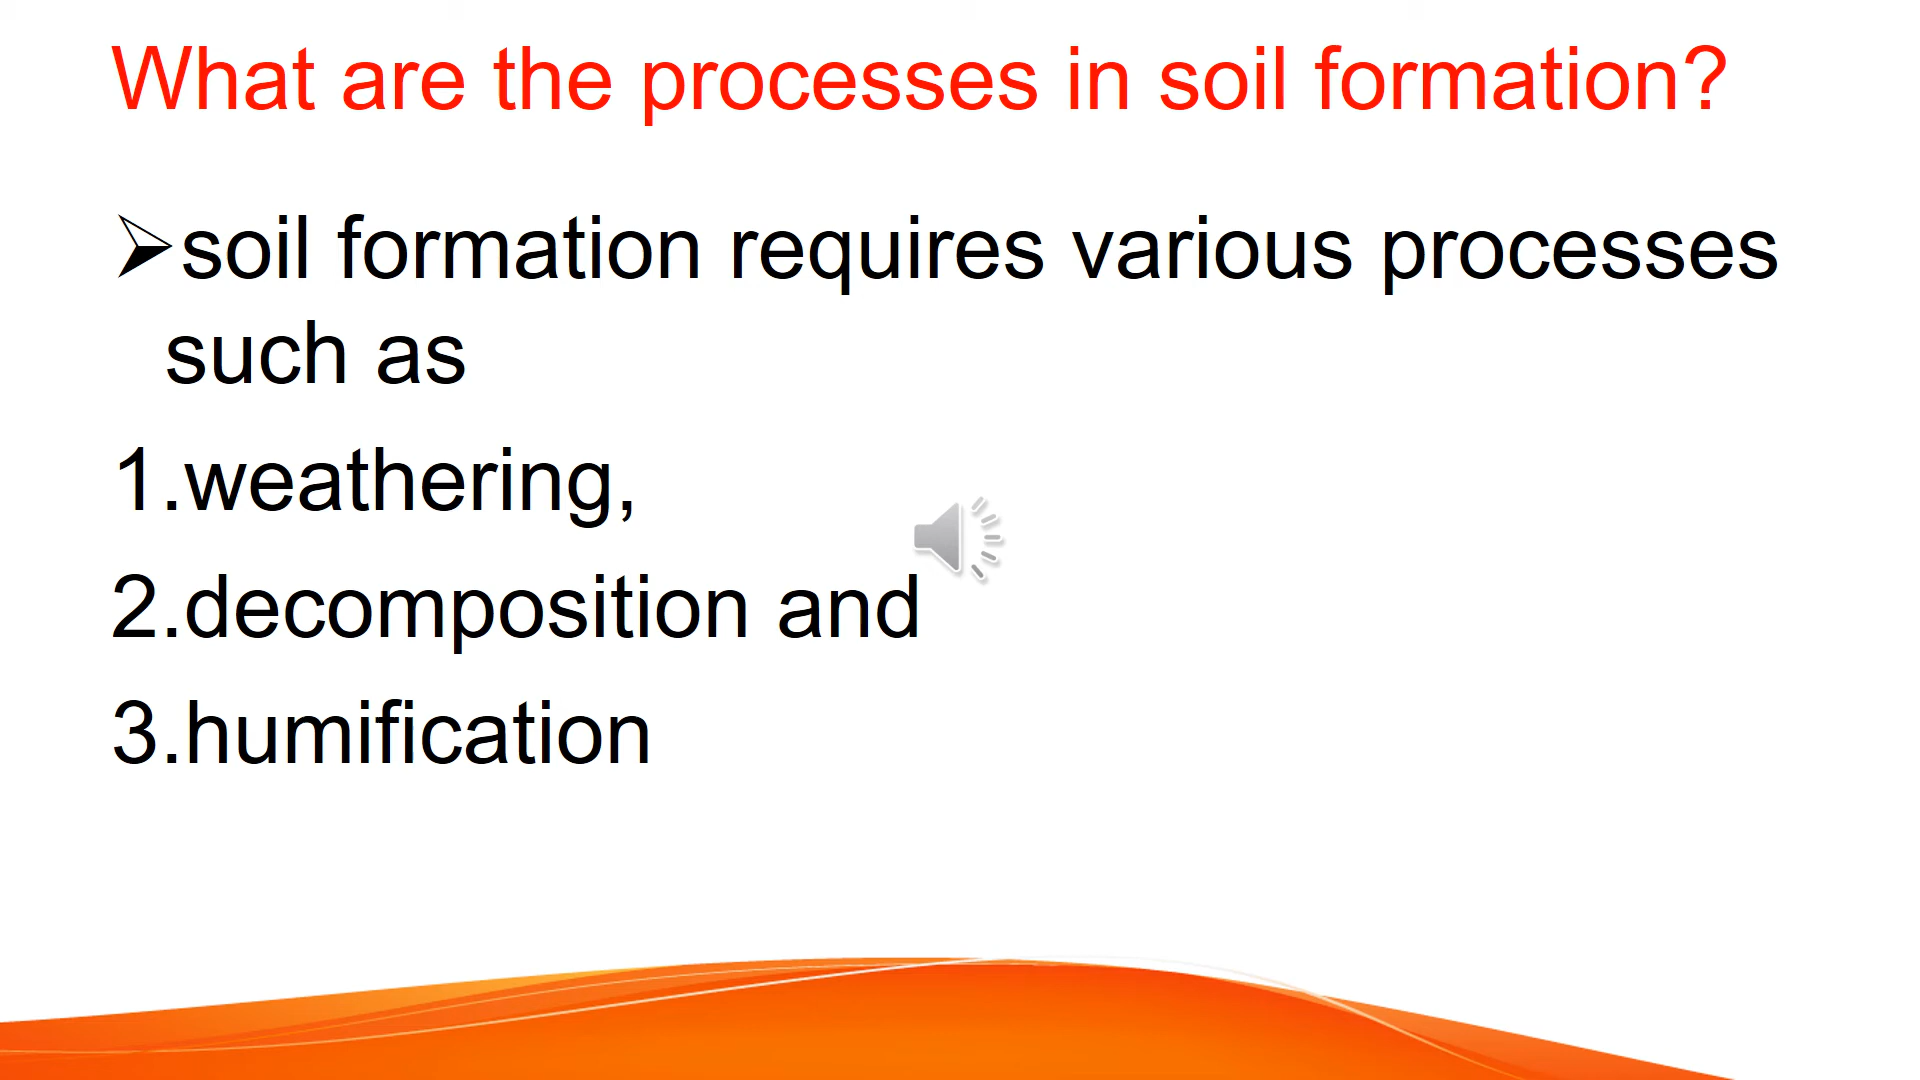 What are the processes in soil formation?
➢soil formation requires various processes
such as
1.weathering,
2.decomposition and
3.humification